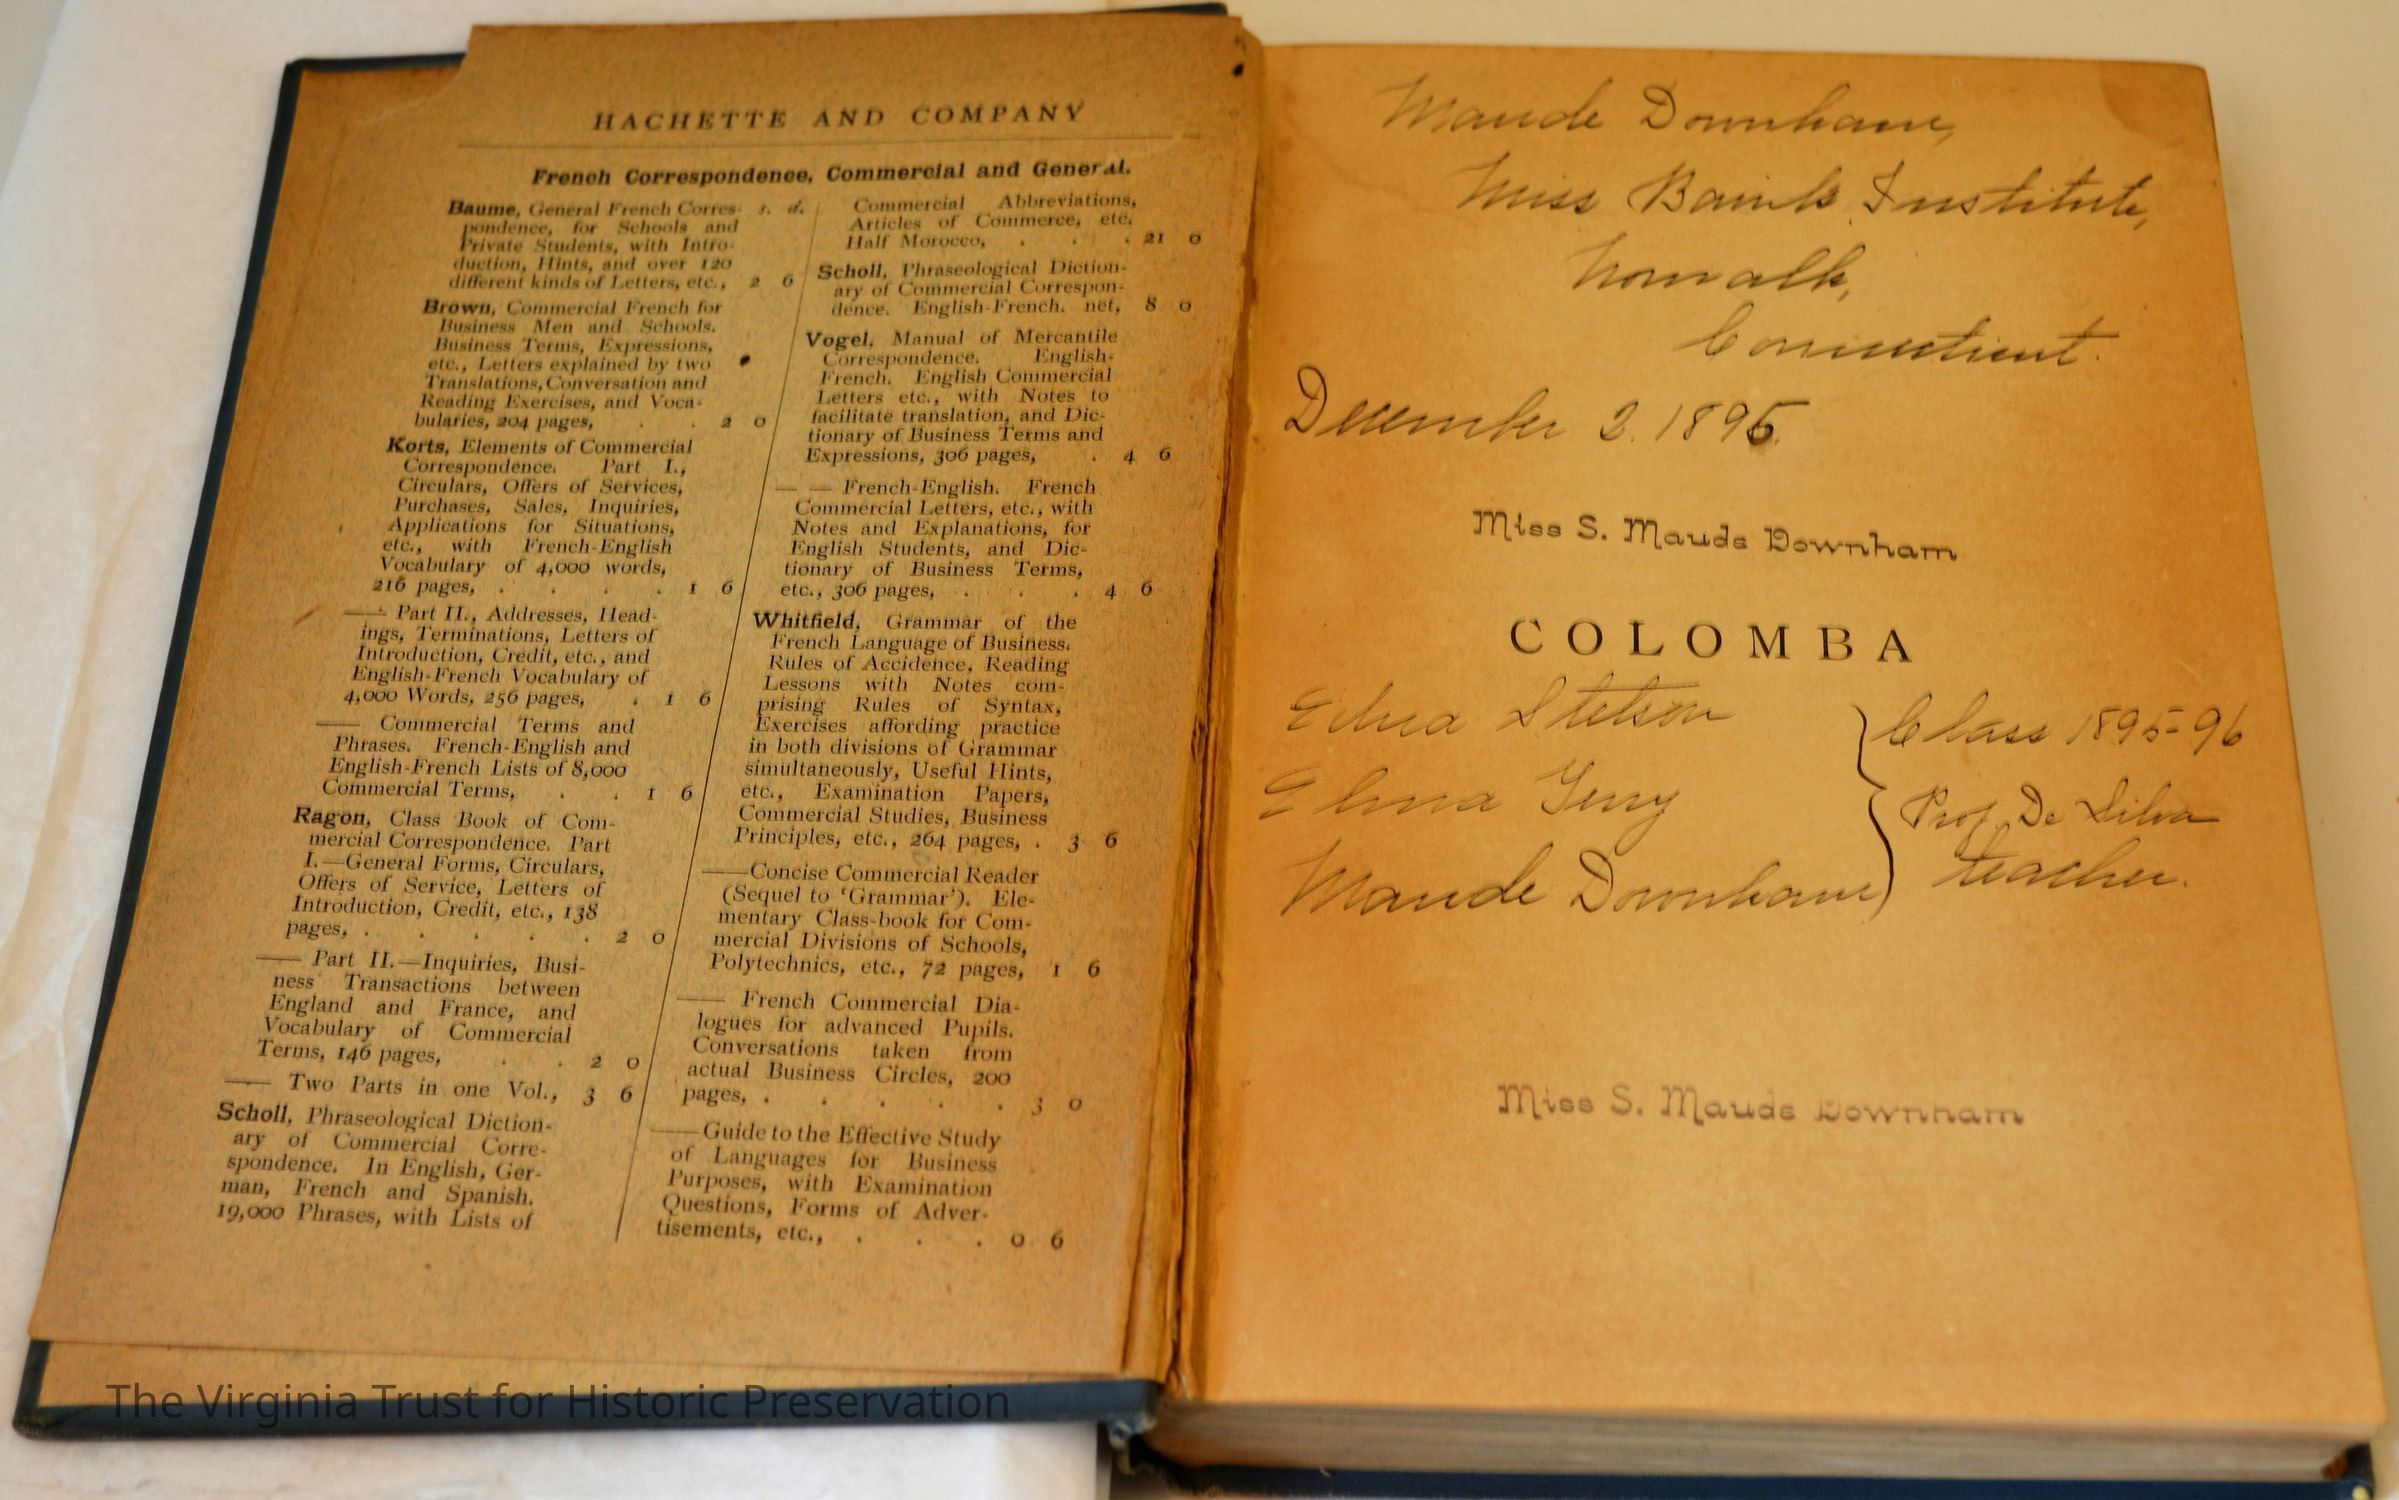 HACHETTE AND COMPANY
French Correspondence, Commercial and General.
Baume, General French Corres- s. d.
pondence, for Schools and
Private Students, with Intro-
duction, Hints, and over 120
different kinds of Letters, etc., 2 6
Brown, Commercial French for
Business Men and Schools.
Business Terms, Expressions,
etc., Letters explained by two
Translations, Conversation and
Reading Exercises, and Voca-
bularies, 204 pages, . . 2 0
Korts, Elements of Commercial
Correspondence. Part I.,
Circulars, Offers of Services,
Purchases, Sales, Inquiries,
Applications for Situations,
etc., with French-English
Vocabulary of 4,000 words,
216 pages, . . . . 1 6
—— Part II., Addresses, Head-
ings, Terminations, Letters of
Introduction, Credit, etc., and
English-French Vocabulary of
4,000 Words, 256 pages, . 1 6
—— Commercial Terms and
Phrases. French-English and
English-French Lists of 8,000
Commercial Terms, . . 1 6
Ragon, Class Book of Com-
mercial Correspondence. Part
I.—General Forms, Circulars,
Offers of Service, Letters of
Introduction, Credit, etc., 138
pages, . . . . . 2 0
—— Part II.—Inquiries, Busi-
ness Transactions between
England and France, and
Vocabulary of Commercial
Terms, 146 pages, . . 2 0
—— Two Parts in one Vol., 3 6
Scholl, Phraseological Diction-
ary of Commercial Corre-
spondence. In English, Ger-
man, French and Spanish.
19,000 Phrases, with Lists of
Commercial Abbreviations,
Articles of Commerce, etc.
Half Morocco, . . . 21 0
Scholl, Phraseological Diction-
ary of Commercial Correspon-
dence. English-French. net, 8 0
Vogel, Manual of Mercantile
Correspondence. English-
French. English Commercial
Letters etc., with Notes to
facilitate translation, and Dic-
tionary of Business Terms and
Expressions, 306 pages, . 4 6
— — French-English. French
Commercial Letters, etc., with
Notes and Explanations, for
English Students, and Dic-
tionary of Business Terms,
etc., 306 pages, . . . 4 6
Whitfield, Grammar of the
French Language of Business.
Rules of Accidence, Reading
Lessons with Notes com-
prising Rules of Syntax,
Exercises affording practice
in both divisions of Grammar
simultaneously, Useful Hints,
etc., Examination Papers,
Commercial Studies, Business
Principles, etc., 264 pages, . 3 6
——Concise Commercial Reader
(Sequel to ‘Grammar’). Ele-
mentary Class-book for Com-
mercial Divisions of Schools,
Polytechnics, etc., 72 pages, 1 6
—— French Commercial Dia-
logues for advanced Pupils.
Conversations taken from
actual Business Circles, 200
pages, . . . . . 3 0
——Guide to the Effective Study
of Languages for Business
Purposes, with Examination
Questions, Forms of Adver-
tisements, etc., . . . 0 6
Maude Downham,
Miss Baird's Institute,
Norwalk,
Connecticut.
December 2. 1895.
Miss S. Maude Downham
COLOMBA
Edna Stetson
Class 1895-96
Elma Terry
Prof De Silva
teacher.
Maude Downham
Miss S. Maude Downham
The Virginia Trust for Historic Preservation